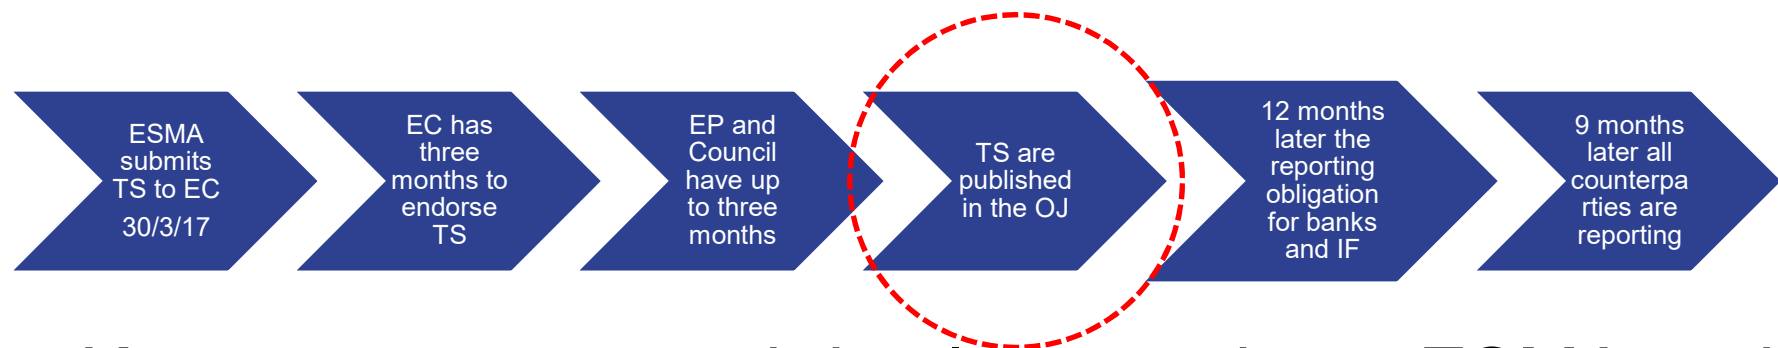 ESMA
submits
TS to EC
30/3/17
EC has
three
months to
endorse
TS
EP and
Council
have up
to three
months
TS are
published
in the OJ
12 months
later the
reporting
obligation
for banks
and IF
9 months
later all
counterpa
rties are
reporting